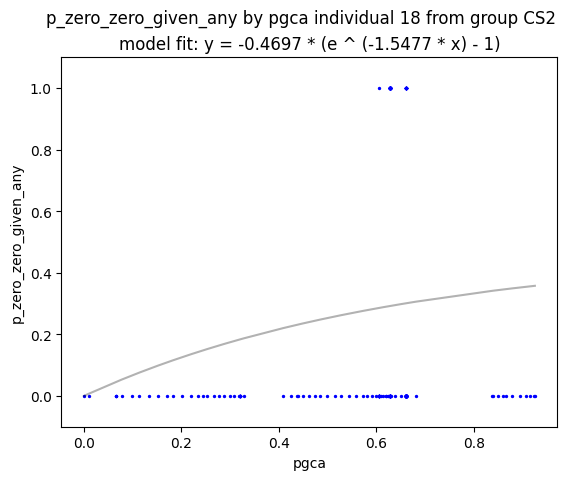 p_zero_zero_given_any by pgca individual 18 from group CS2
model fit: y = -0.4697 * (e ^ (-1.5477 * x) - 1)
1.0
0.8
0.6
0.4
0.2
0.0
p_zero_zero_given_any
0.0 0.2 0.4 0.6 0.8
pgca